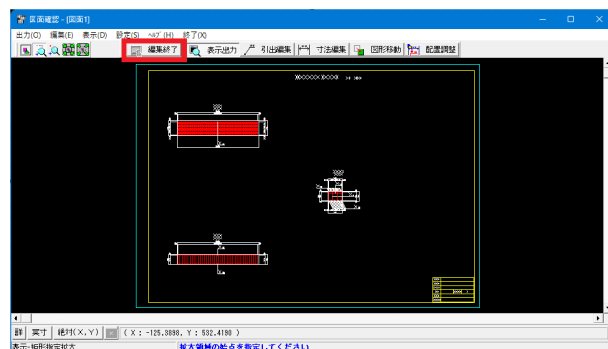 図面確認 - [図面1]
出力(O) 編集(E) 表示(D) 設定(S) ﾍﾙﾌﾟ(H) 終了(X)
編集終了 表示出力 引出編集 寸法編集 図形移動 配置調整
詳 実寸 絶対(X,Y) ( X : -125.3898, Y : 532.4190 )
表示-矩形指定拡大 拡大領域の始点を指定してください